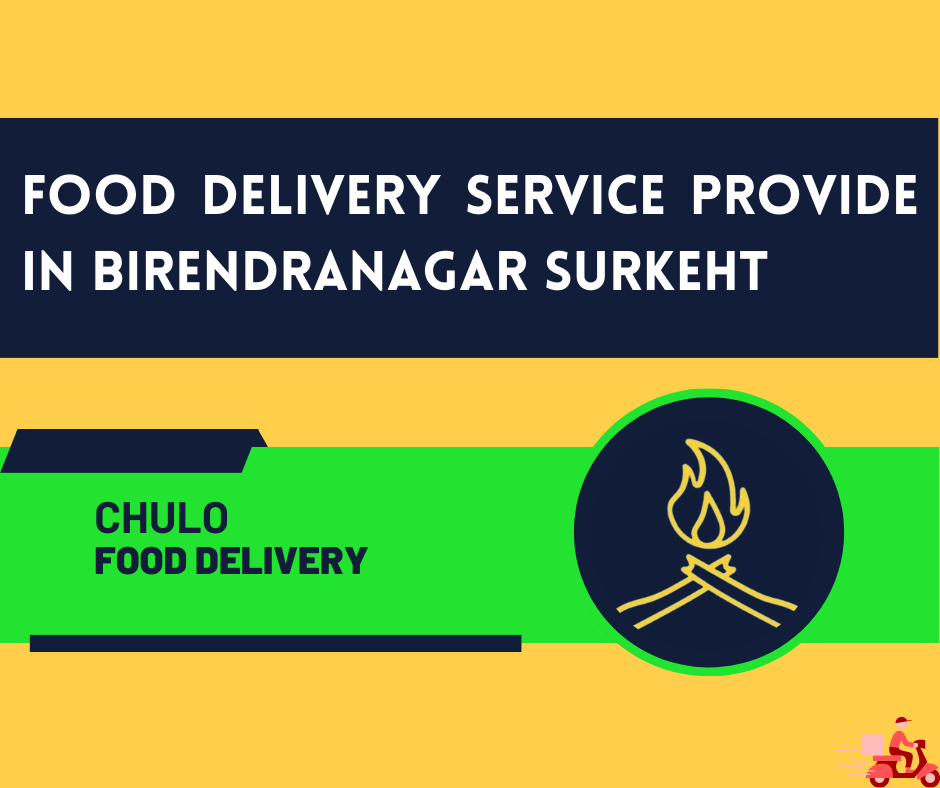 FOOD DELIVERY SERVICE PROVIDE
IN BIRENDRANAGAR SURKEHT
CHULO
FOOD DELIVERY